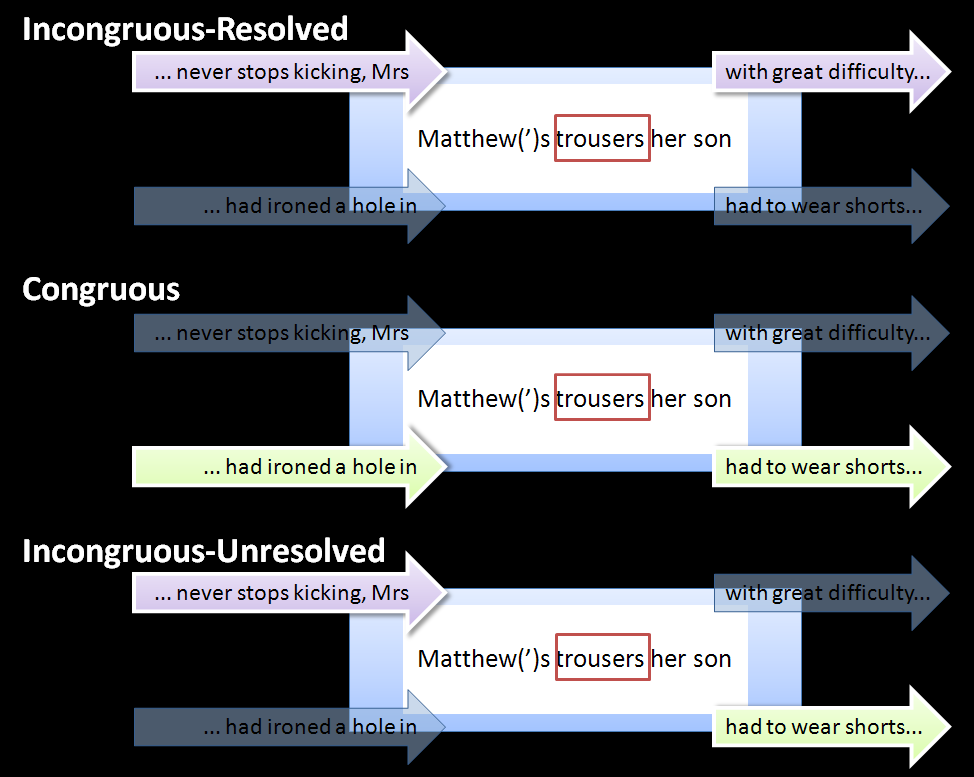 Incongruous-Resolved
... never stops kicking, Mrs
with great difficulty...
Matthew(’)s trousers her son
... had ironed a hole in
had to wear shorts...
Congruous
... never stops kicking, Mrs
with great difficulty...
Matthew(’)s trousers her son
... had ironed a hole in
had to wear shorts...
Incongruous-Unresolved
... never stops kicking, Mrs
with great difficulty...
Matthew(’)s trousers her son
... had ironed a hole in
had to wear shorts...